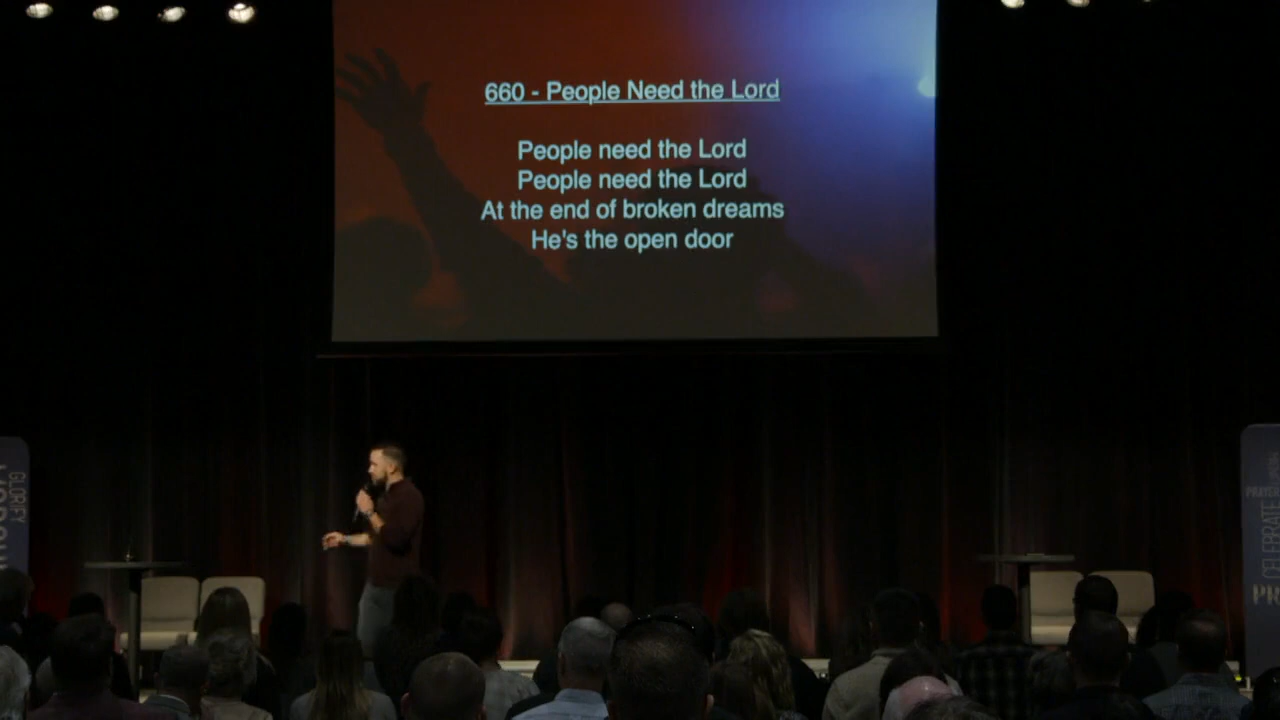 660 - People Need the Lord
People need the Lord
People need the Lord
At the end of broken dreams
He's the open door
GLORIFY
CELEBRATE